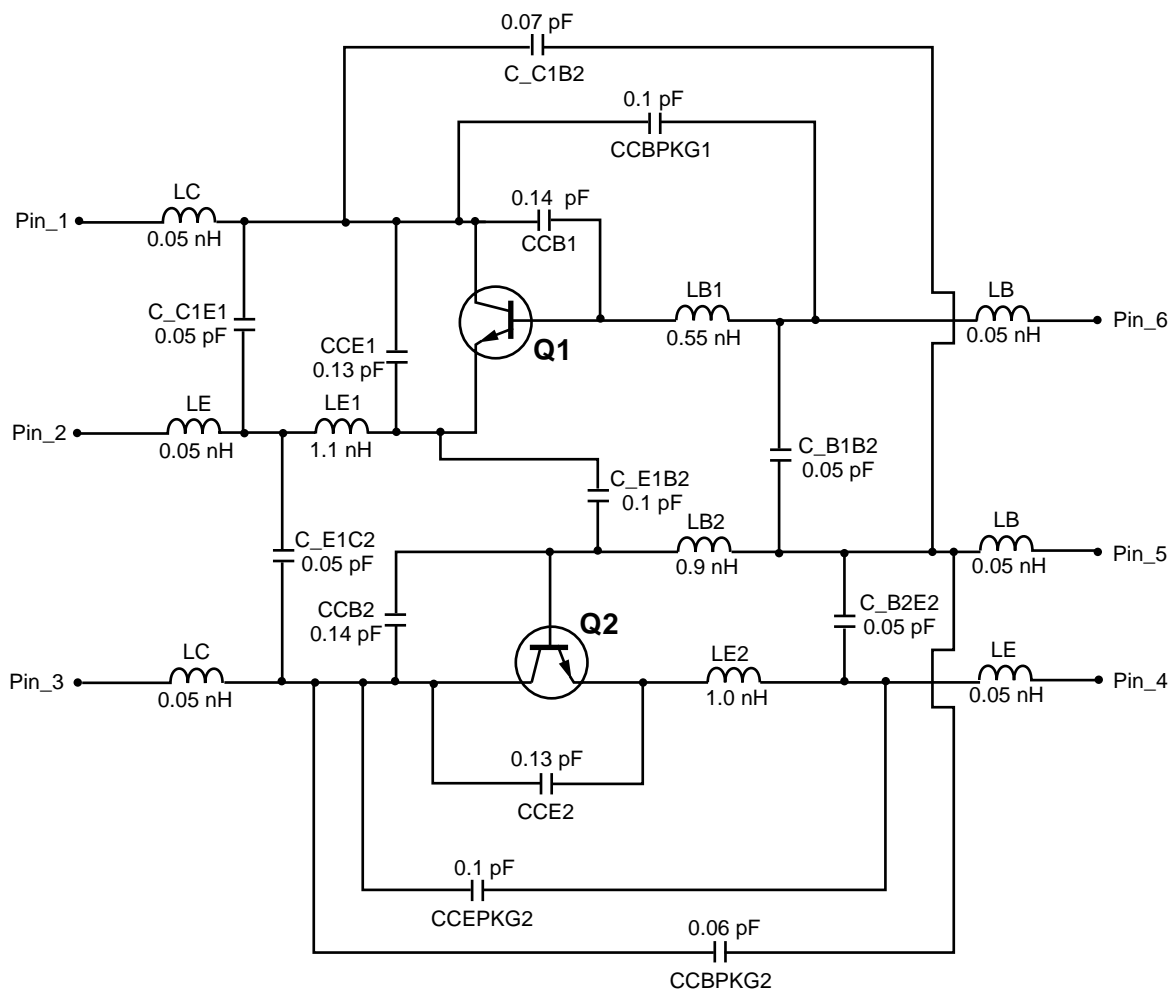 0.07 pF
C_C1B2
0.1 pF
CCBPKG1
LC
0.14 pF
Pin_1
0.05 nH
CCB1
C_C1E1
0.05 pF
LB1
LB
CCE1
0.13 pF
Q1
0.55 nH
0.05 nH
Pin_6
LE
LE1
Pin_2
0.05 nH
1.1 nH
C_B1B2
0.05 pF
C_E1B2
0.1 pF
C_E1C2
0.05 pF
LB2
LB
0.9 nH
0.05 nH
Pin_5
CCB2
0.14 pF
Q2
C_B2E2
0.05 pF
LC
LE2
LE
Pin_3
0.05 nH
1.0 nH
0.05 nH
Pin_4
0.13 pF
CCE2
0.1 pF
CCEPKG2
0.06 pF
CCBPKG2